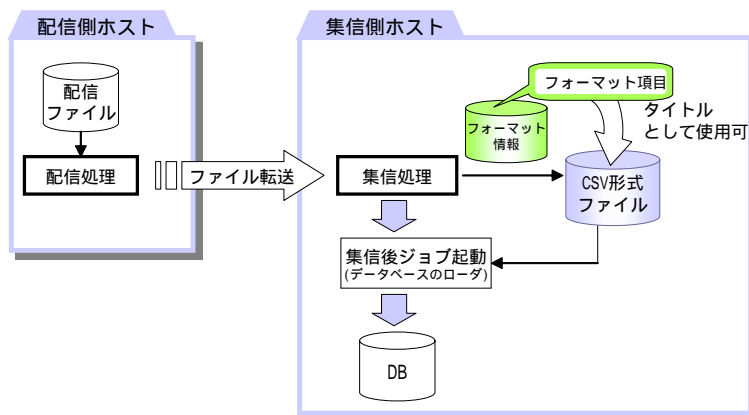 配信側ホスト
配信
ファイル
配信処理
ファイル転送
集信側ホスト
フォーマット項目
フォーマット
情報
タイトル
として使用可
集信処理
CSV形式
ファイル
集信後ジョブ起動
(データベースのローダ)
DB